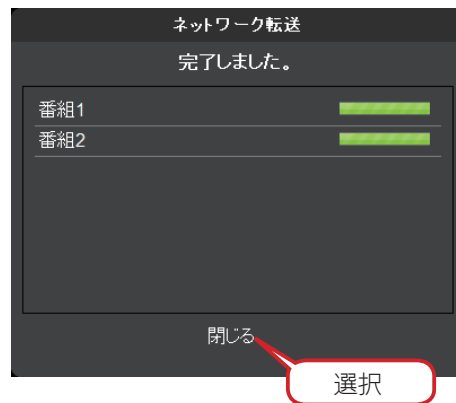 ネットワーク転送
完了しました。
番組1
番組2
閉じる
選択